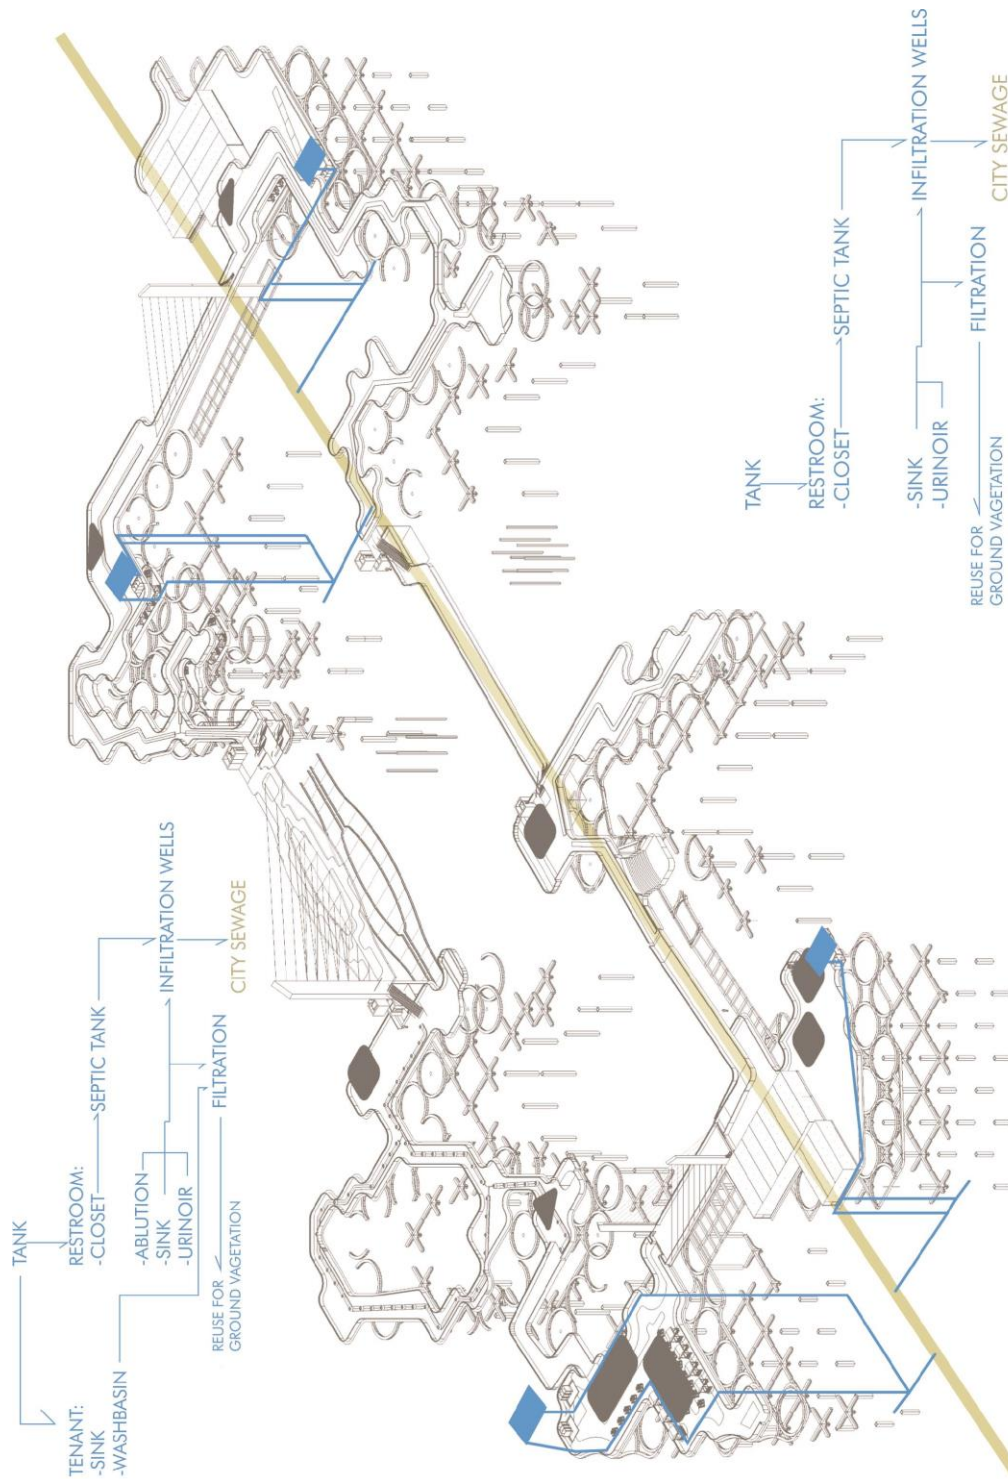 TANK
TENANT:
-SINK
-WASHBASIN
RESTROOM:
-CLOSET
SEPTIC TANK
-ABLUTION
-SINK
-URINOIR
INFILTRATION WELLS
REUSE FOR
GROUND VAGETATION
FILTRATION
CITY SEWAGE
TANK
RESTROOM:
-CLOSET
SEPTIC TANK
-SINK
-URINOIR
INFILTRATION WELLS
REUSE FOR
GROUND VAGETATION
FILTRATION
CITY SEWAGE